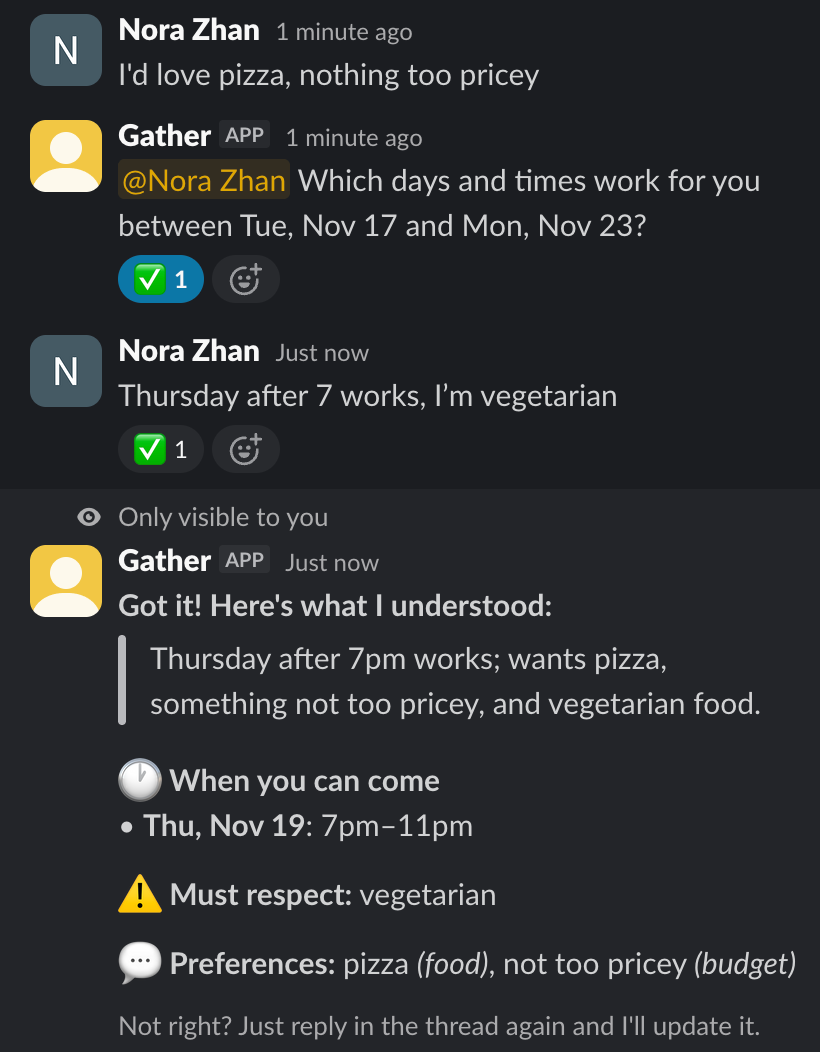 N
Nora Zhan 1 minute ago
I'd love pizza, nothing too pricey
Gather APP 1 minute ago
@Nora Zhan Which days and times work for you
between Tue, Nov 17 and Mon, Nov 23?
1
N
Nora Zhan Just now
Thursday after 7 works, I’m vegetarian
1
Only visible to you
Gather APP Just now
Got it! Here's what I understood:
Thursday after 7pm works; wants pizza,
something not too pricey, and vegetarian food.
When you can come
• Thu, Nov 19: 7pm–11pm
Must respect: vegetarian
Preferences: pizza (food), not too pricey (budget)
Not right? Just reply in the thread again and I'll update it.